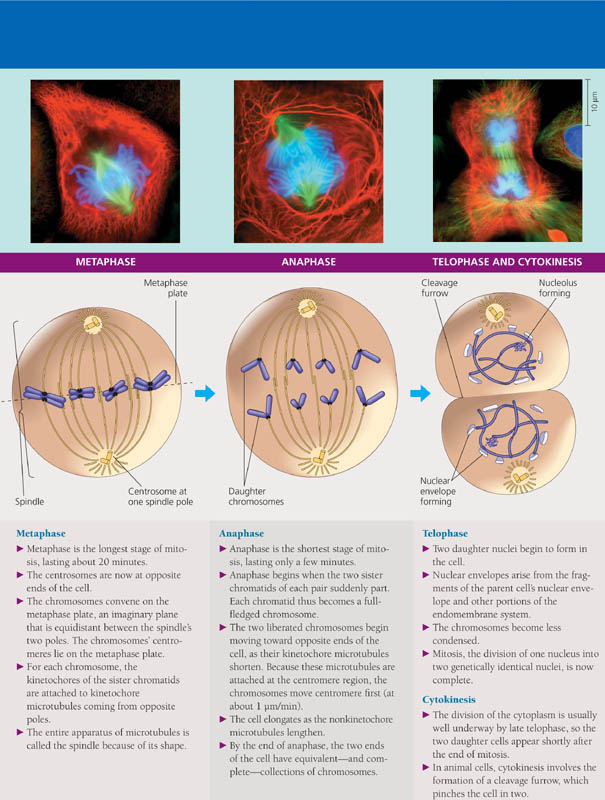 10 μm
METAPHASE
ANAPHASE
TELOPHASE AND CYTOKINESIS
Metaphase
plate
Cleavage
furrow
Nucleolus
forming
Spindle
Centrosome at
one spindle pole
Daughter
chromosomes
Nuclear
envelope
forming
Metaphase
▶ Metaphase is the longest stage of mito-
sis, lasting about 20 minutes.
▶ The centrosomes are now at opposite
ends of the cell.
▶ The chromosomes convene on the
metaphase plate, an imaginary plane
that is equidistant between the spindle's
two poles. The chromosomes' centro-
meres lie on the metaphase plate.
▶ For each chromosome, the
kinetochores of the sister chromatids
are attached to kinetochore
microtubules coming from opposite
poles.
▶ The entire apparatus of microtubules is
called the spindle because of its shape.
Anaphase
▶ Anaphase is the shortest stage of mito-
sis, lasting only a few minutes.
▶ Anaphase begins when the two sister
chromatids of each pair suddenly part.
Each chromatid thus becomes a full-
fledged chromosome.
▶ The two liberated chromosomes begin
moving toward opposite ends of the
cell, as their kinetochore microtubules
shorten. Because these microtubules are
attached at the centromere region, the
chromosomes move centromere first (at
about 1 μm/min).
▶ The cell elongates as the nonkinetochore
microtubules lengthen.
▶ By the end of anaphase, the two ends
of the cell have equivalent—and com-
plete—collections of chromosomes.
Telophase
▶ Two daughter nuclei begin to form in
the cell.
▶ Nuclear envelopes arise from the frag-
ments of the parent cell's nuclear enve-
lope and other portions of the
endomembrane system.
▶ The chromosomes become less
condensed.
▶ Mitosis, the division of one nucleus into
two genetically identical nuclei, is now
complete.
Cytokinesis
▶ The division of the cytoplasm is usually
well underway by late telophase, so the
two daughter cells appear shortly after
the end of mitosis.
▶ In animal cells, cytokinesis involves the
formation of a cleavage furrow, which
pinches the cell in two.